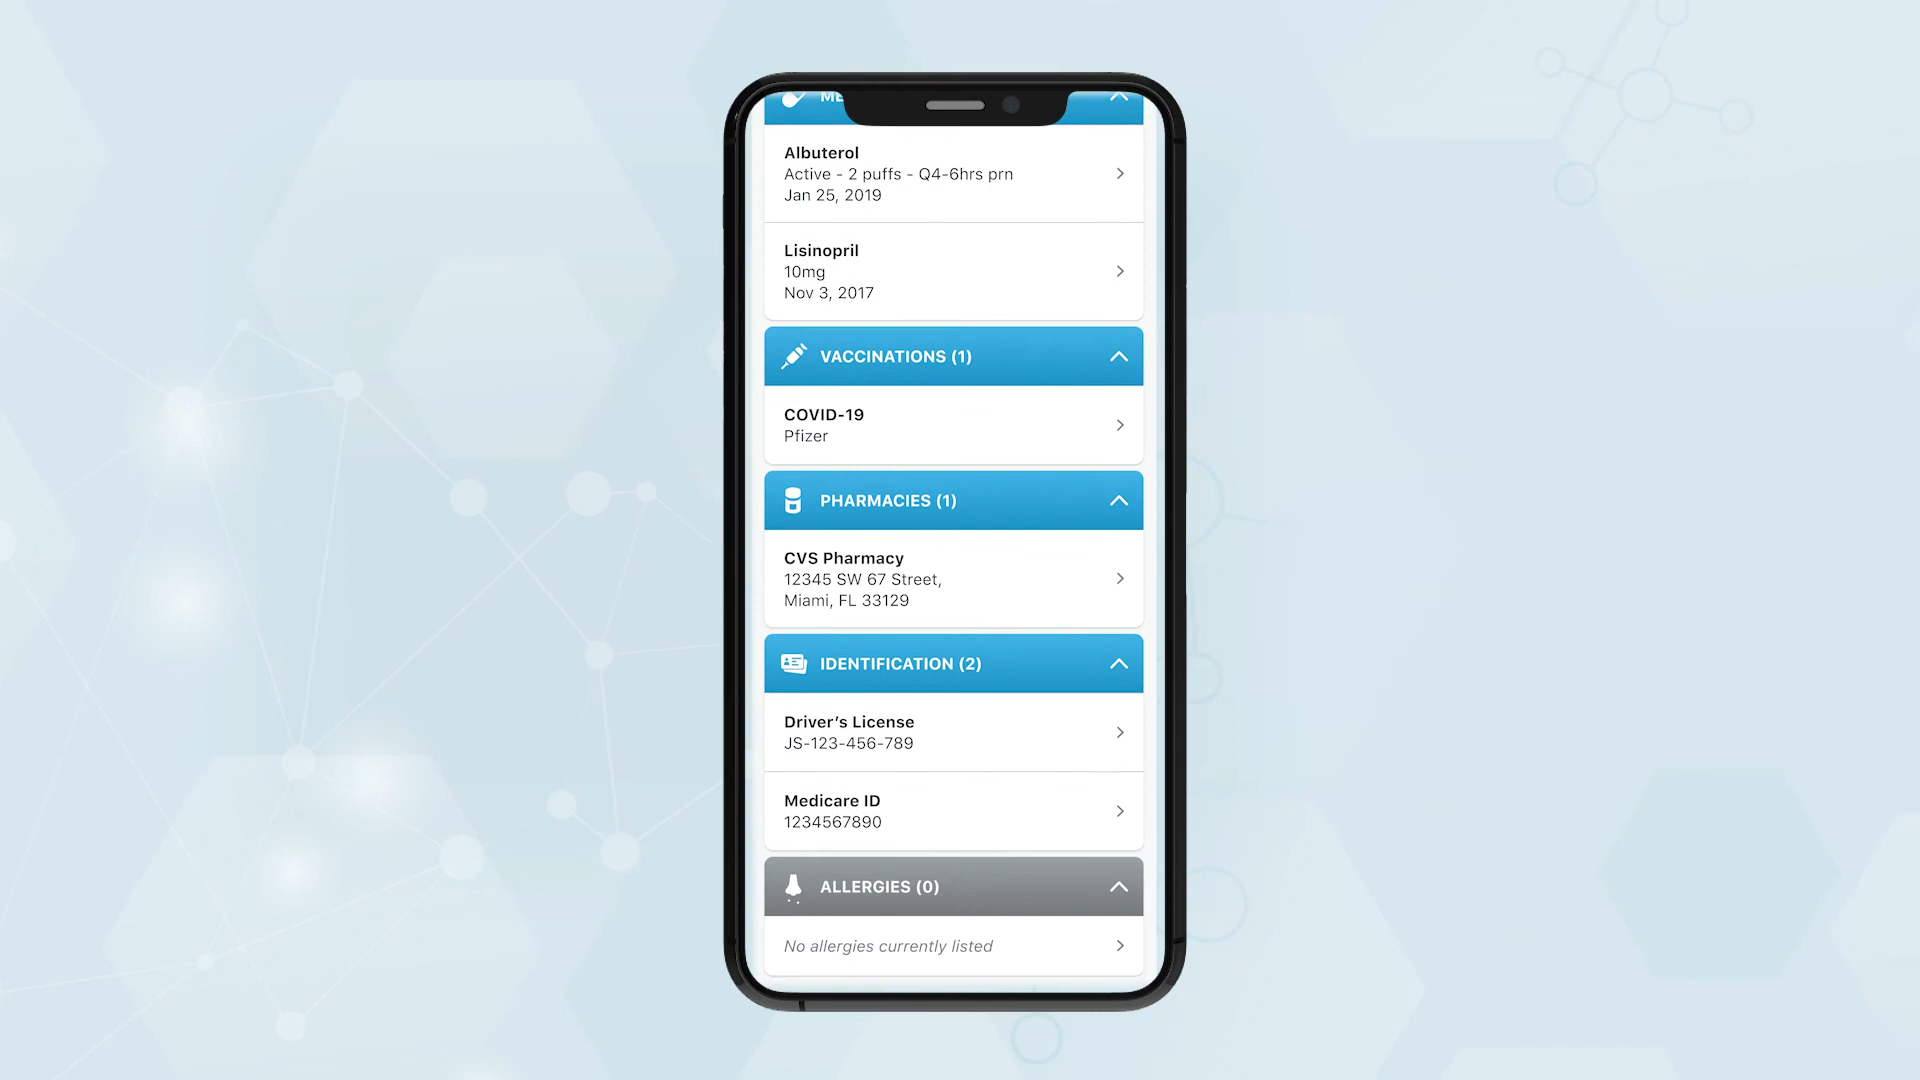 Albuterol
Active - 2 puffs - Q4-6hrs prn
Jan 25, 2019
Lisinopril
10mg
Nov 3, 2017
VACCINATIONS (1)
COVID-19
Pfizer
PHARMACIES (1)
CVS Pharmacy
12345 SW 67 Street,
Miami, FL 33129
IDENTIFICATION (2)
Driver’s License
JS-123-456-789
Medicare ID
1234567890
ALLERGIES (0)
No allergies currently listed